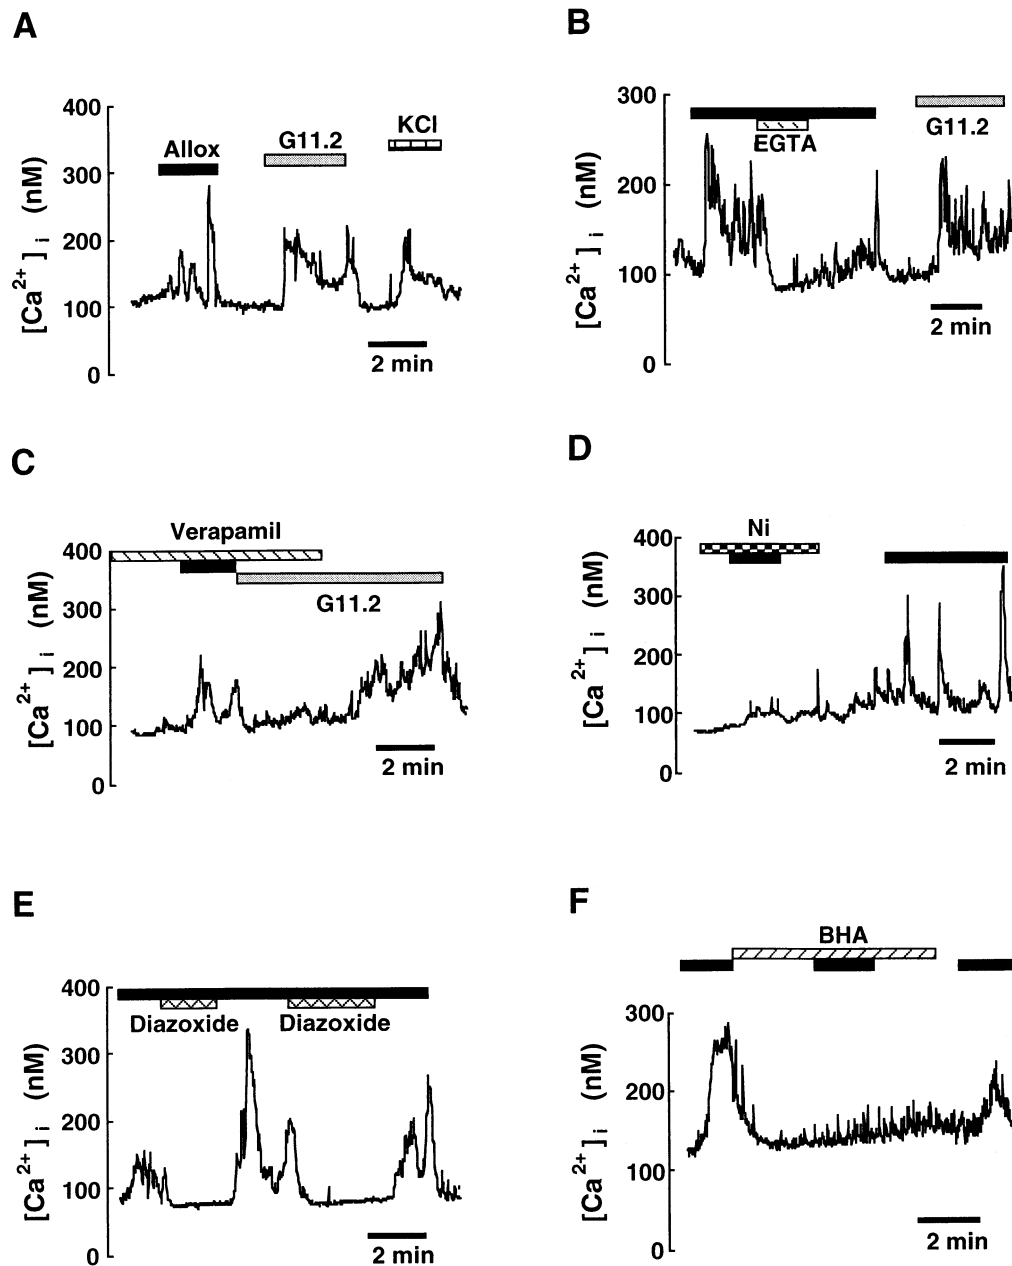 A
400
300
200
100
0
[Ca2+]i (nM)
Allox
G11.2
KCl
2 min
B
300
200
100
0
[Ca2+]i (nM)
EGTA
G11.2
2 min
C
400
300
200
100
0
[Ca2+]i (nM)
Verapamil
G11.2
2 min
D
400
300
200
100
0
[Ca2+]i (nM)
Ni
2 min
E
400
300
200
100
0
[Ca2+]i (nM)
Diazoxide Diazoxide
2 min
F
300
200
100
0
[Ca2+]i (nM)
BHA
2 min